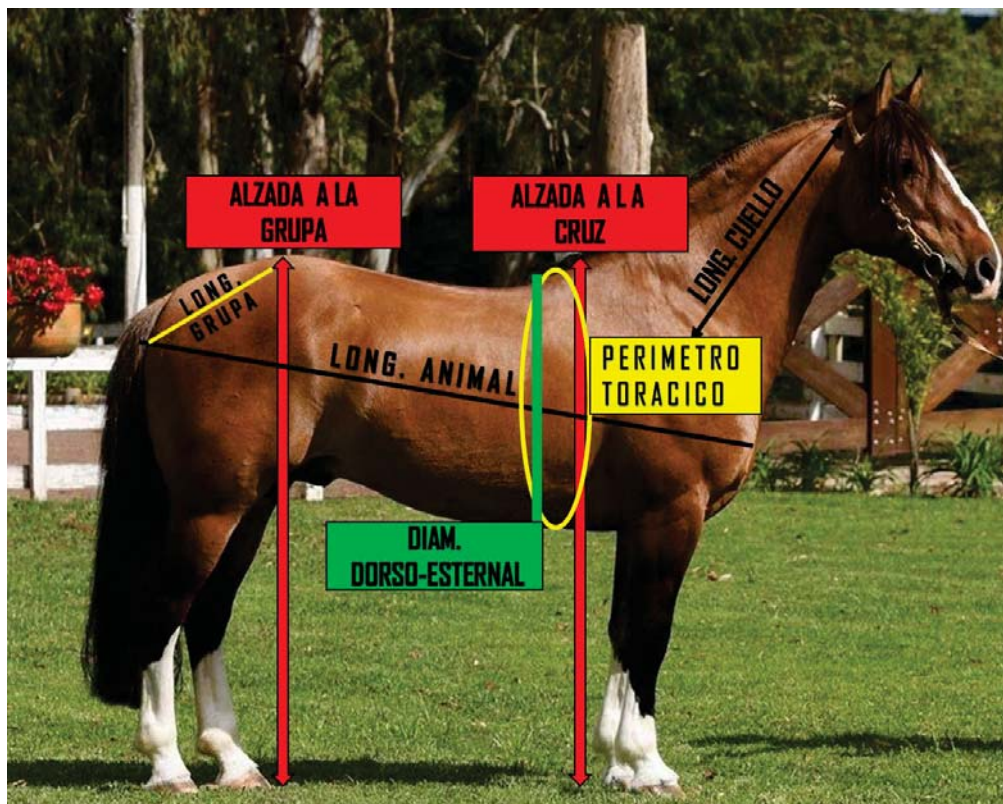 ALZADA A LA
GRUPA
ALZADA A LA
CRUZ
LONG. CUELLO
LONG.
GRUPA
LONG. ANIMAL
PERIMETRO
TORACICO
DIAM.
DORSO-ESTERNAL